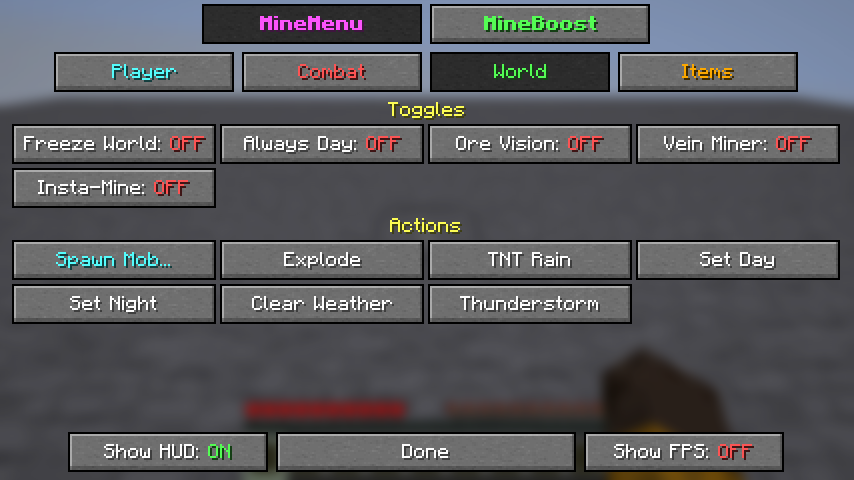 MineMenu MineBoost
Player Combat World Items
Toggles
Freeze World: OFF Always Day: OFF Ore Vision: OFF Vein Miner: OFF
Insta-Mine: OFF
Actions
Spawn Mob... Explode TNT Rain Set Day
Set Night Clear Weather Thunderstorm
Show HUD: ON Done Show FPS: OFF